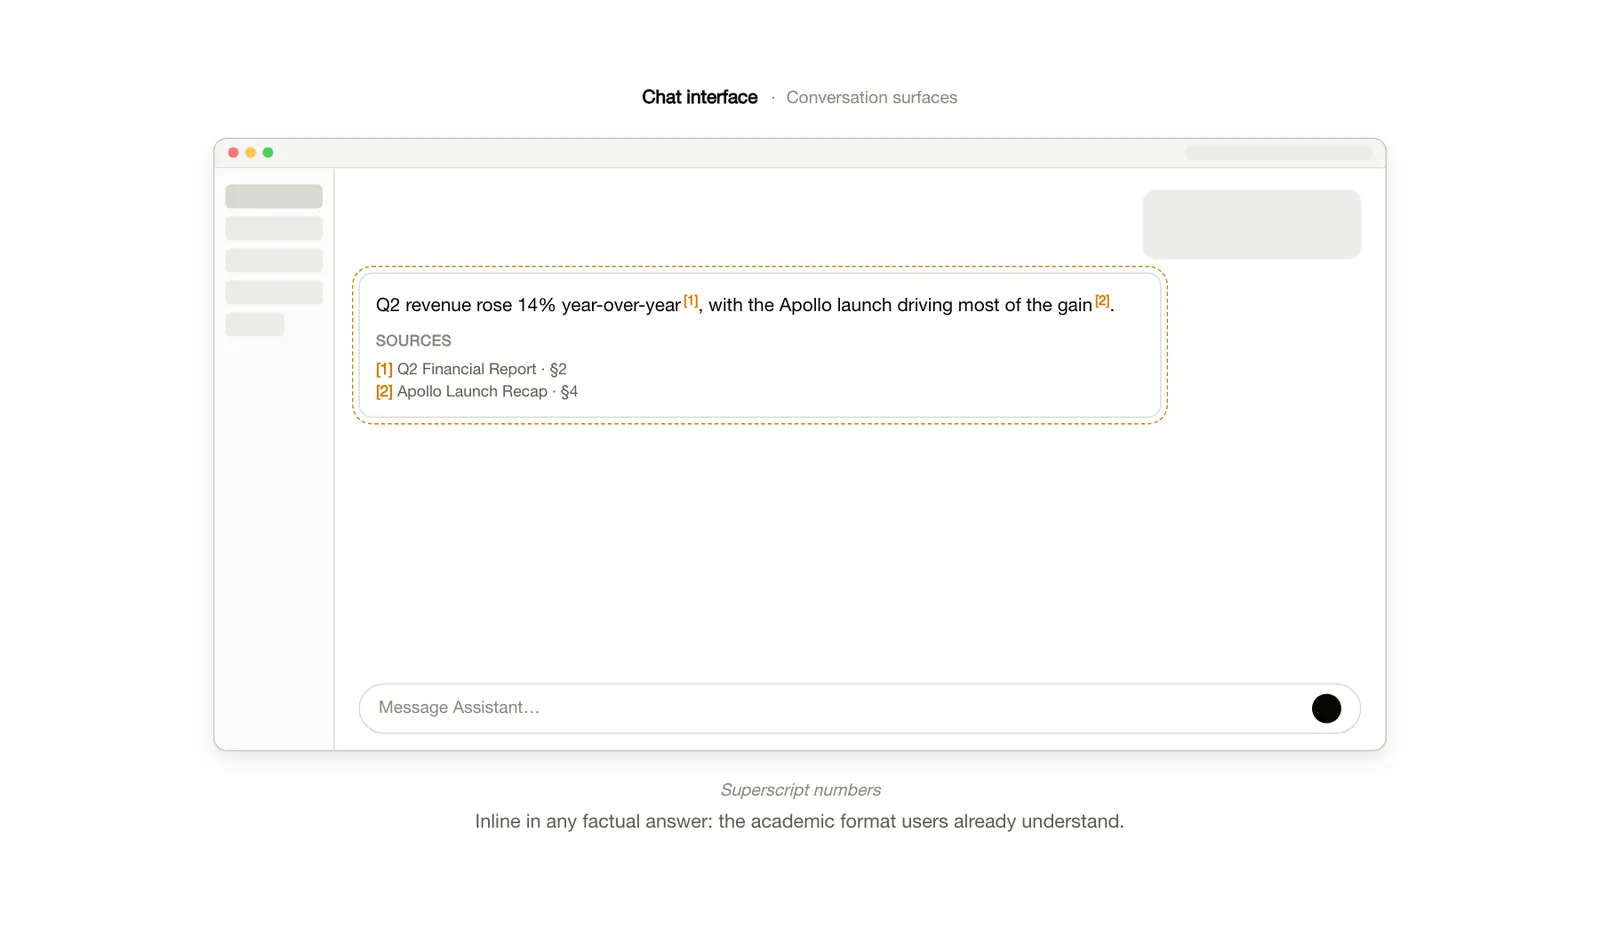 Chat interface · Conversation surfaces
Q2 revenue rose 14% year-over-year[1], with the Apollo launch driving most of the gain[2].
SOURCES
[1] Q2 Financial Report · §2
[2] Apollo Launch Recap · §4
Message Assistant...
Superscript numbers
Inline in any factual answer: the academic format users already understand.